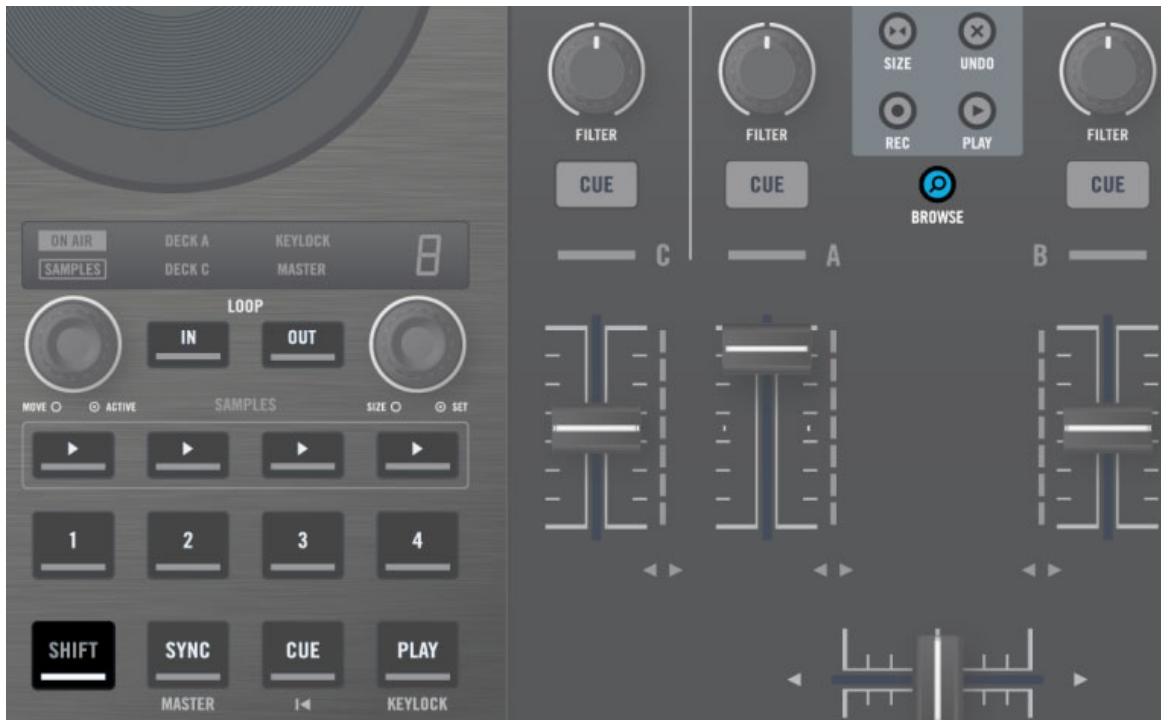 SIZE UNDO
FILTER FILTER REC PLAY FILTER
CUE CUE CUE
BROWSE
ON AIR DECK A KEYLOCK 8
SAMPLES DECK C MASTER
C A B
LOOP
IN OUT
MOVE ACTIVE SAMPLES SIZE SET
1 2 3 4
SHIFT SYNC CUE PLAY
MASTER KEYLOCK